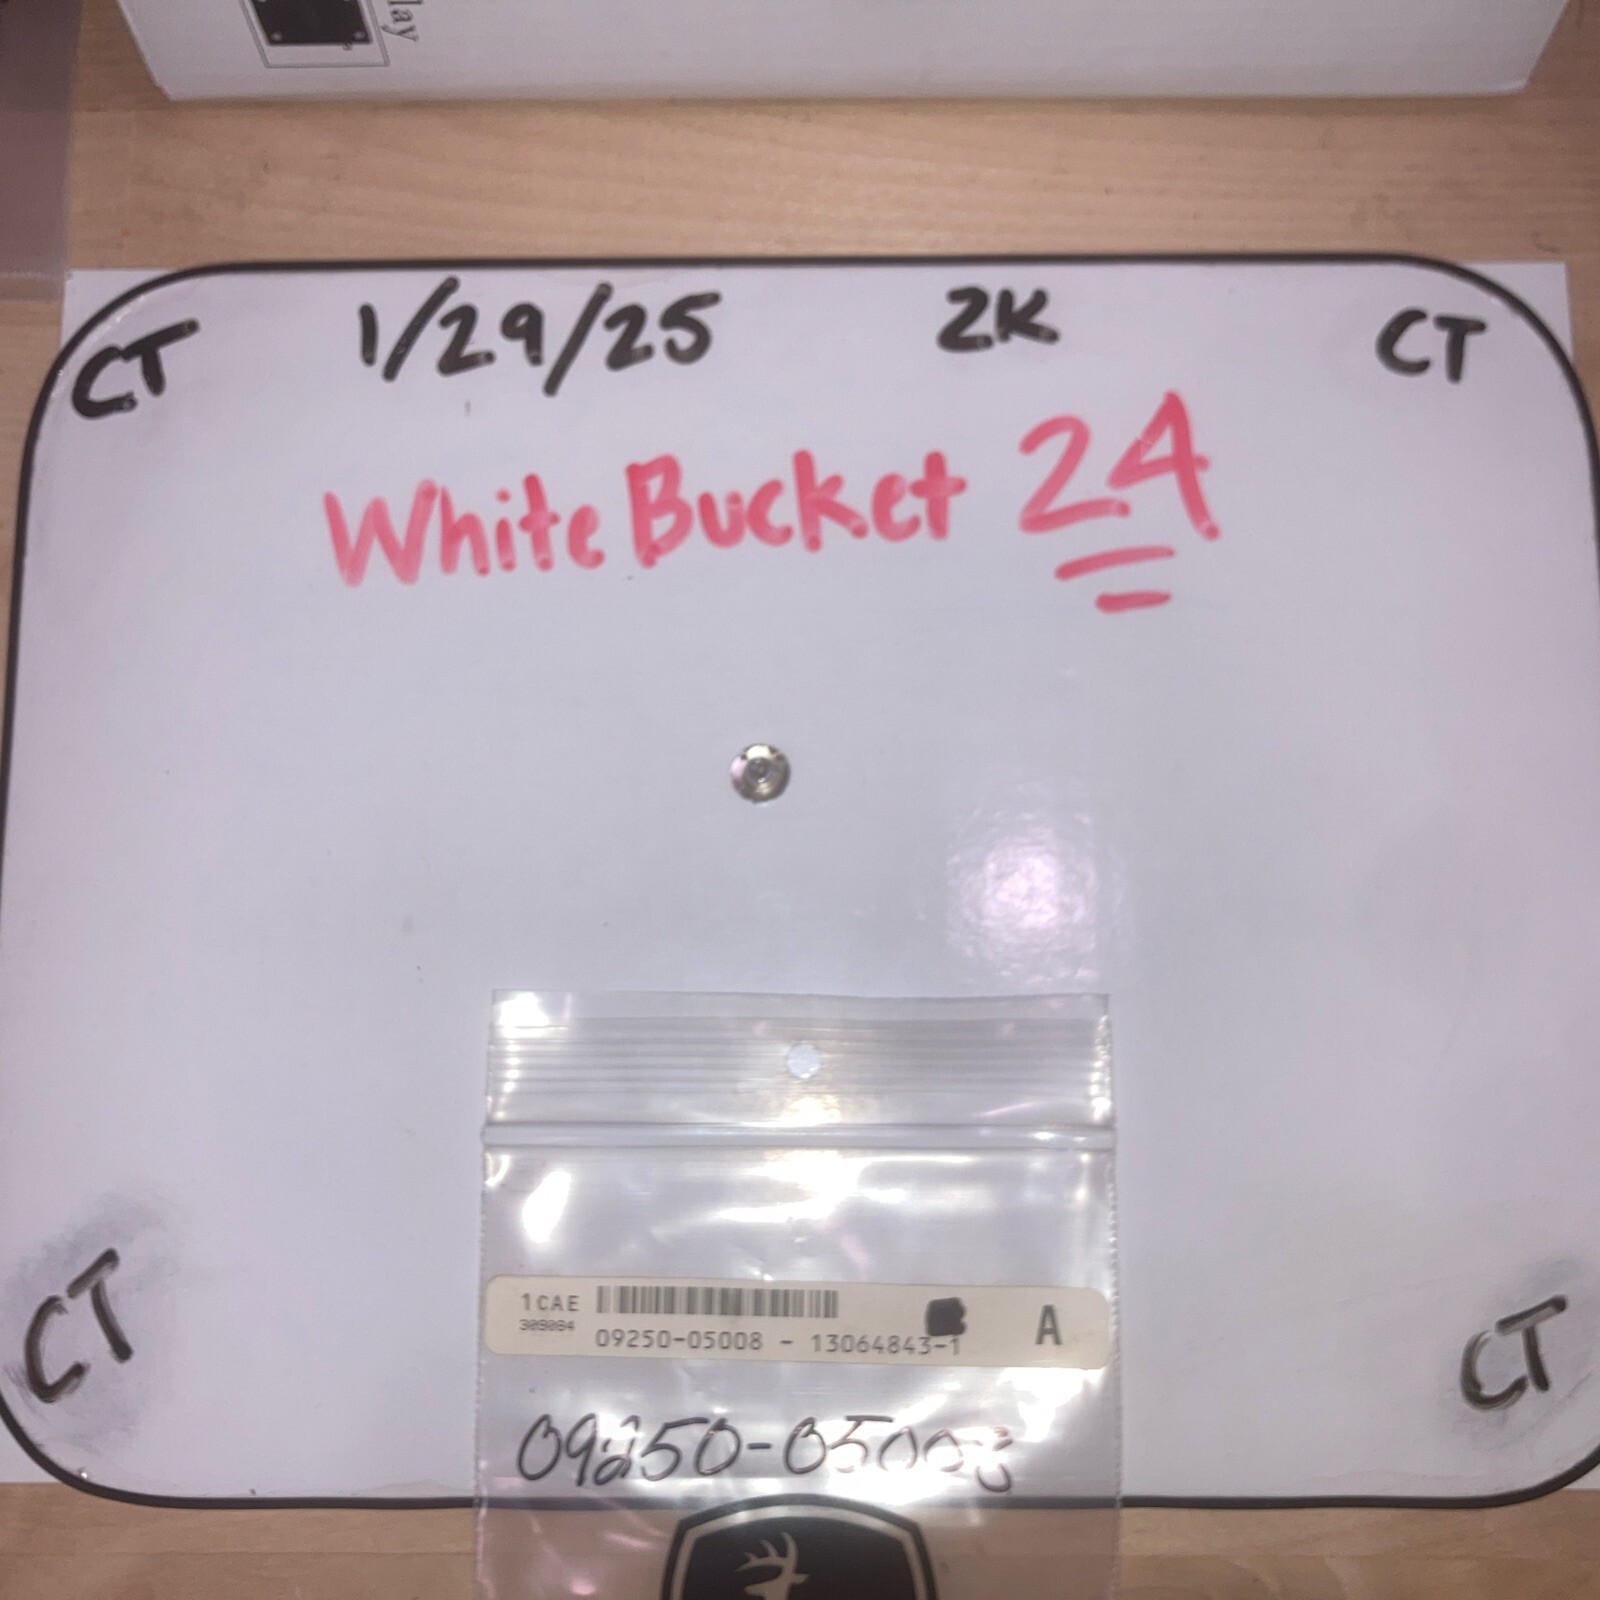 lay
CT 1/29/25 2K CT
White Bucket 24
1CAE
309084
09250-05008 - 13064843-1 A
09250-05008
CT CT